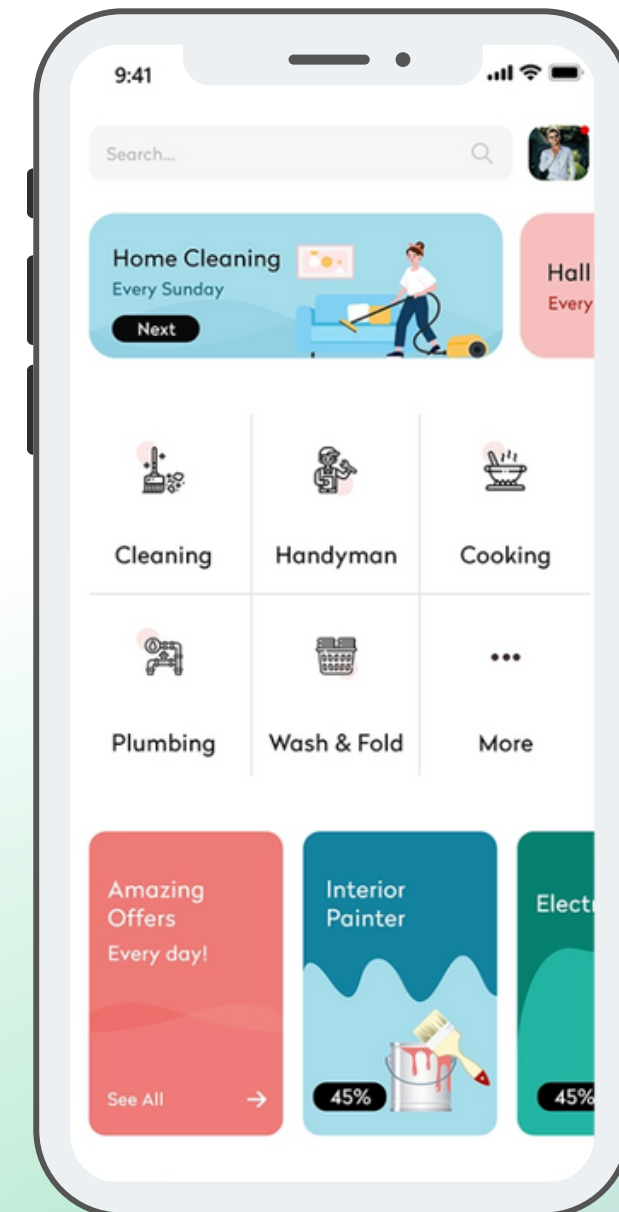 9:41
Search...
Home Cleaning
Every Sunday
Next
Hall
Every
Cleaning
Handyman
Cooking
Plumbing
Wash & Fold
More
Amazing
Offers
Every day!
See All
Interior
Painter
45%
Elect
45%